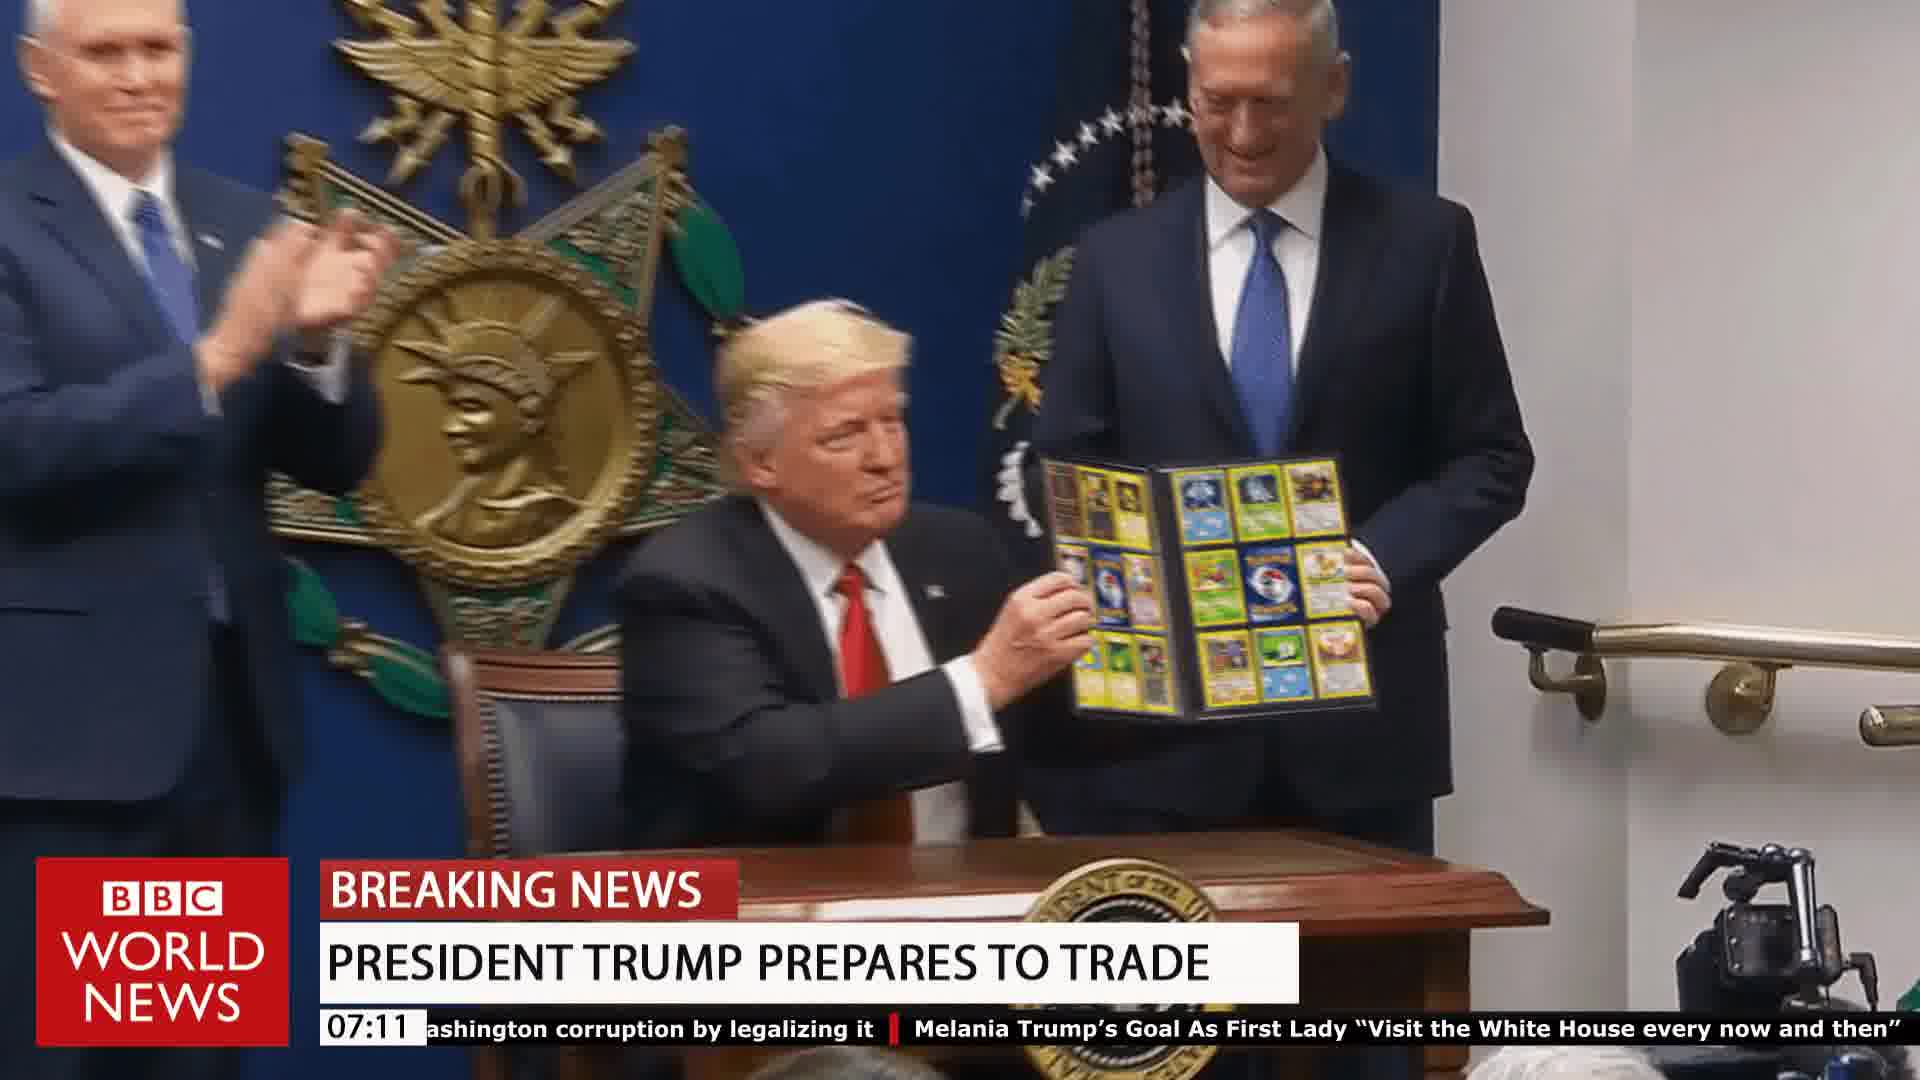 BREAKING NEWS
BBC
WORLD
NEWS
PRESIDENT TRUMP PREPARES TO TRADE
07:11
ashington corruption by legalizing it
Melania Trump’s Goal As First Lady “Visit the White House every now and then”